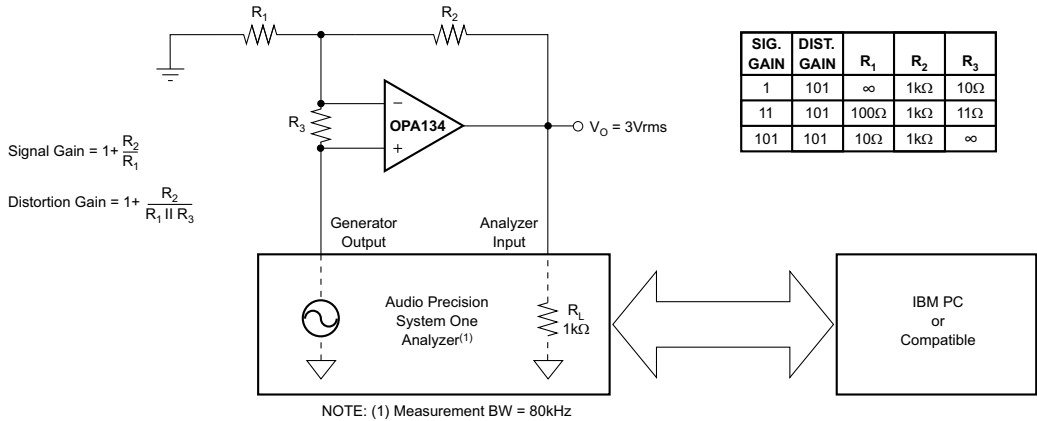 R1
R2
SIG. GAIN DIST. GAIN R1 R2 R3
1 101 ∞ 1kΩ 10Ω
11 101 100Ω 1kΩ 11Ω
101 101 10Ω 1kΩ ∞
R3
−
+
OPA134
VO = 3Vrms
Signal Gain = 1+ R2/R1
Distortion Gain = 1+ R2/(R1 II R3)
Generator
Output
Analyzer
Input
Audio Precision
System One
Analyzer(1)
RL
1kΩ
IBM PC
or
Compatible
NOTE: (1) Measurement BW = 80kHz